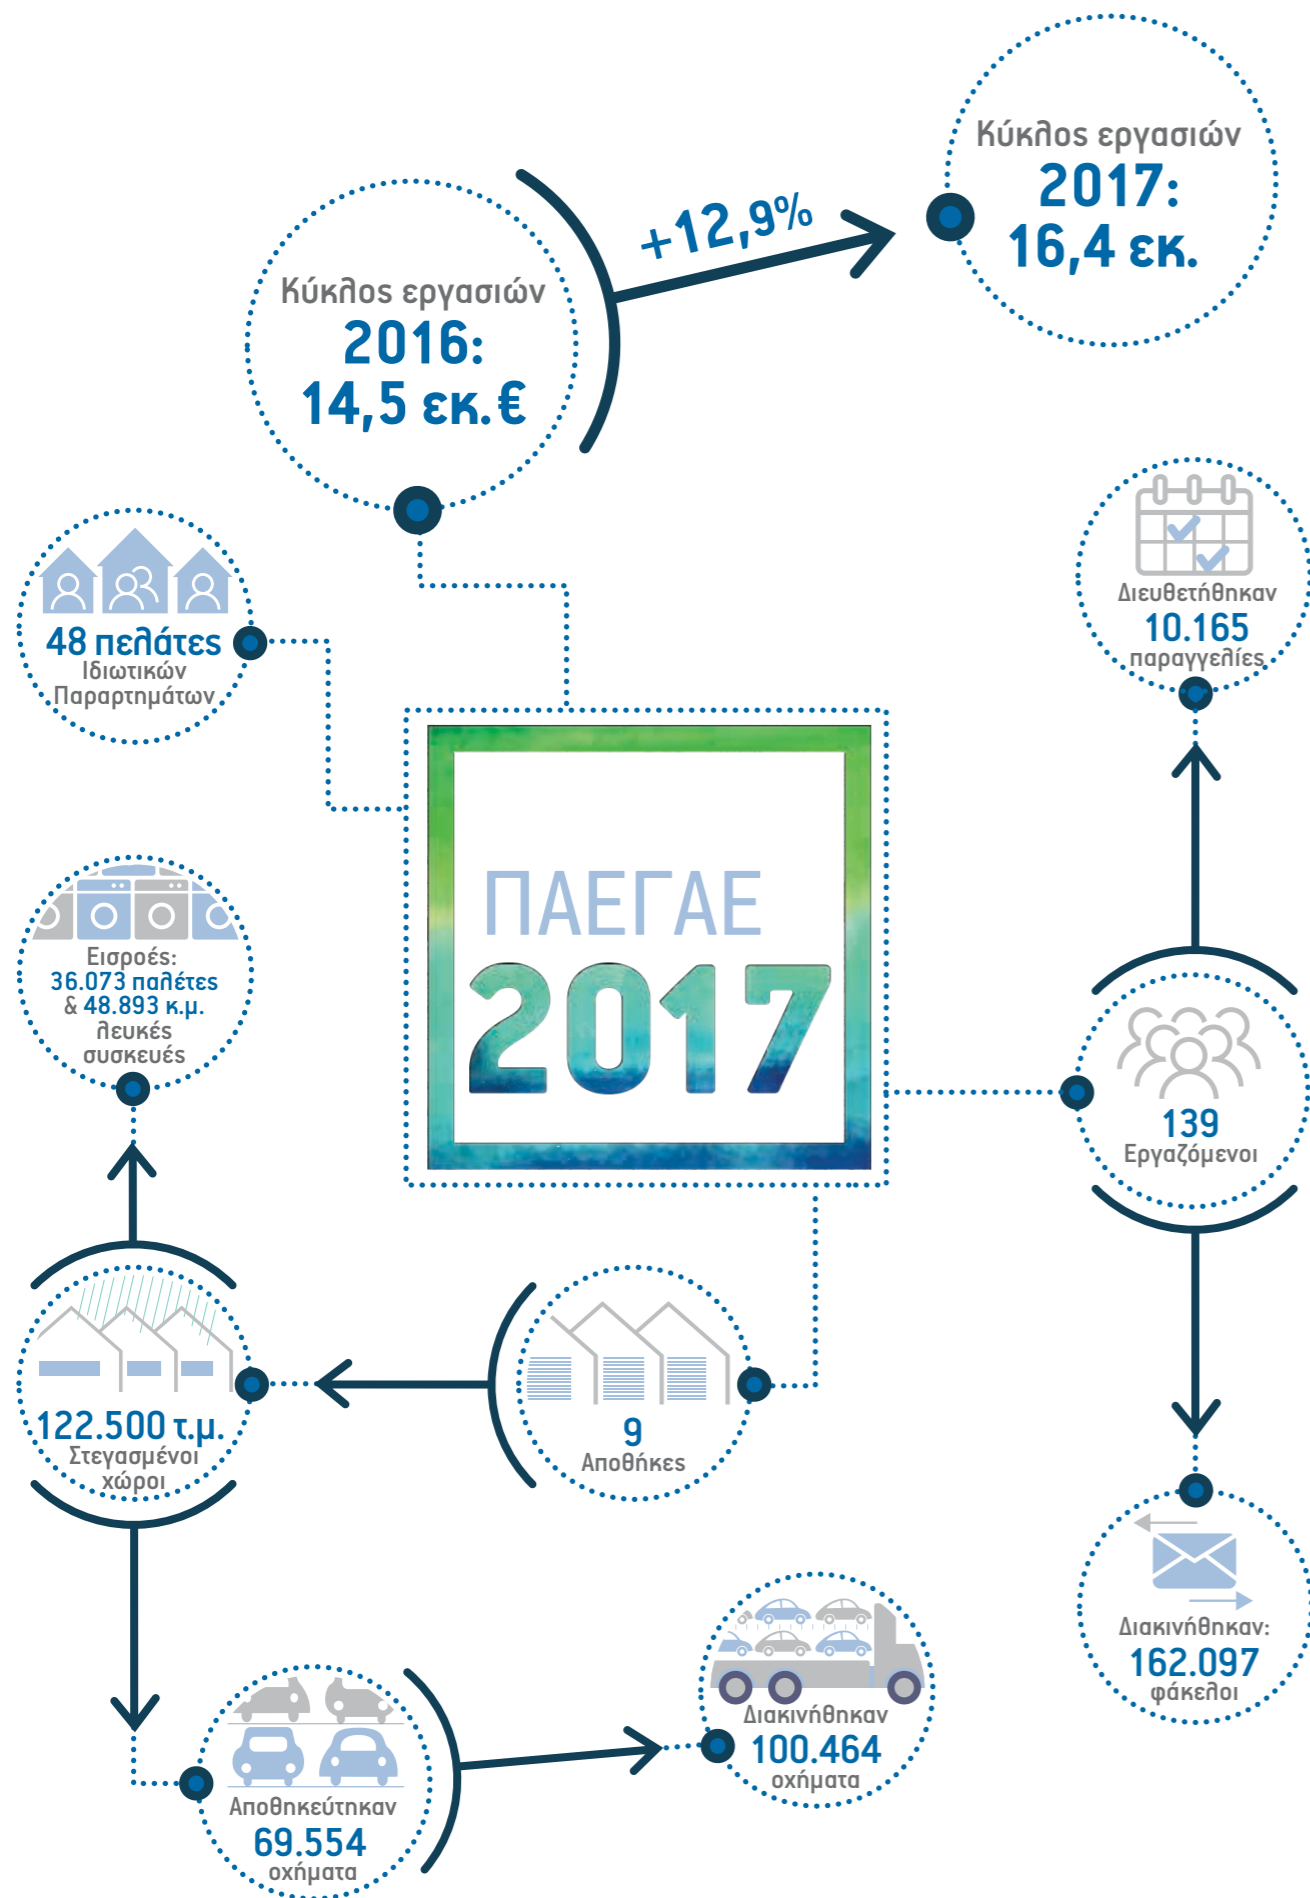 Κύκλος εργασιών
2017:
16,4 εκ.
+12,9%
Κύκλος εργασιών
2016:
14,5 εκ.€
48 πελάτες
Ιδιωτικών
Παραρτημάτων
Διευθετήθηκαν
10.165
παραγγελίες
ΠΑΕΓΑΕ
2017
Εισροές:
36.073 παλέτες
& 48.893 κ.μ.
λευκές
συσκευές
139
Εργαζόμενοι
122.500 τ.μ.
Στεγασμένοι
χώροι
9
Αποθήκες
Διακινήθηκαν:
162.097
φάκελοι
Διακινήθηκαν
100.464
οχήματα
Αποθηκεύτηκαν
69.554
οχήματα